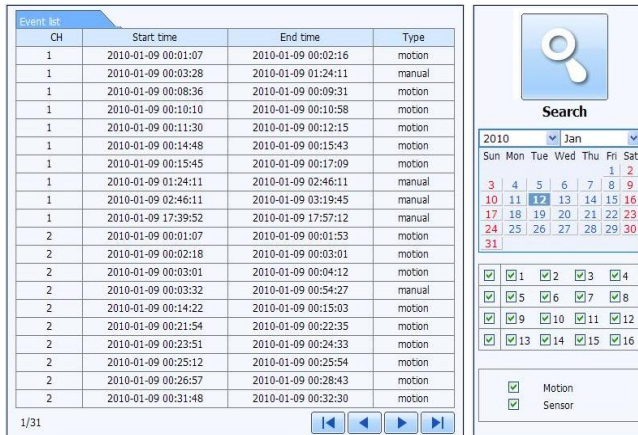 Event list
CH Start time End time Type
1 2010-01-09 00:01:07 2010-01-09 00:02:16 motion
1 2010-01-09 00:03:28 2010-01-09 01:24:11 manual
1 2010-01-09 00:08:36 2010-01-09 00:09:31 motion
1 2010-01-09 00:10:10 2010-01-09 00:10:58 motion
1 2010-01-09 00:11:30 2010-01-09 00:12:15 motion
1 2010-01-09 00:14:48 2010-01-09 00:15:43 motion
1 2010-01-09 00:15:45 2010-01-09 00:17:09 motion
1 2010-01-09 01:24:11 2010-01-09 02:46:11 manual
1 2010-01-09 02:46:11 2010-01-09 03:19:45 manual
1 2010-01-09 17:39:52 2010-01-09 17:57:12 manual
2 2010-01-09 00:01:07 2010-01-09 00:01:53 motion
2 2010-01-09 00:02:18 2010-01-09 00:03:01 motion
2 2010-01-09 00:03:01 2010-01-09 00:04:12 motion
2 2010-01-09 00:03:32 2010-01-09 00:54:27 manual
2 2010-01-09 00:14:22 2010-01-09 00:15:03 motion
2 2010-01-09 00:21:54 2010-01-09 00:22:35 motion
2 2010-01-09 00:23:51 2010-01-09 00:24:33 motion
2 2010-01-09 00:25:12 2010-01-09 00:25:54 motion
2 2010-01-09 00:26:57 2010-01-09 00:28:43 motion
2 2010-01-09 00:31:48 2010-01-09 00:32:30 motion
1/31
Search
2010 Jan
Sun Mon Tue Wed Thu Fri Sat
1 2
3 4 5 6 7 8 9
10 11 12 13 14 15 16
17 18 19 20 21 22 23
24 25 26 27 28 29 30
31
1 2 3 4
5 6 7 8
9 10 11 12
13 14 15 16
Motion
Sensor